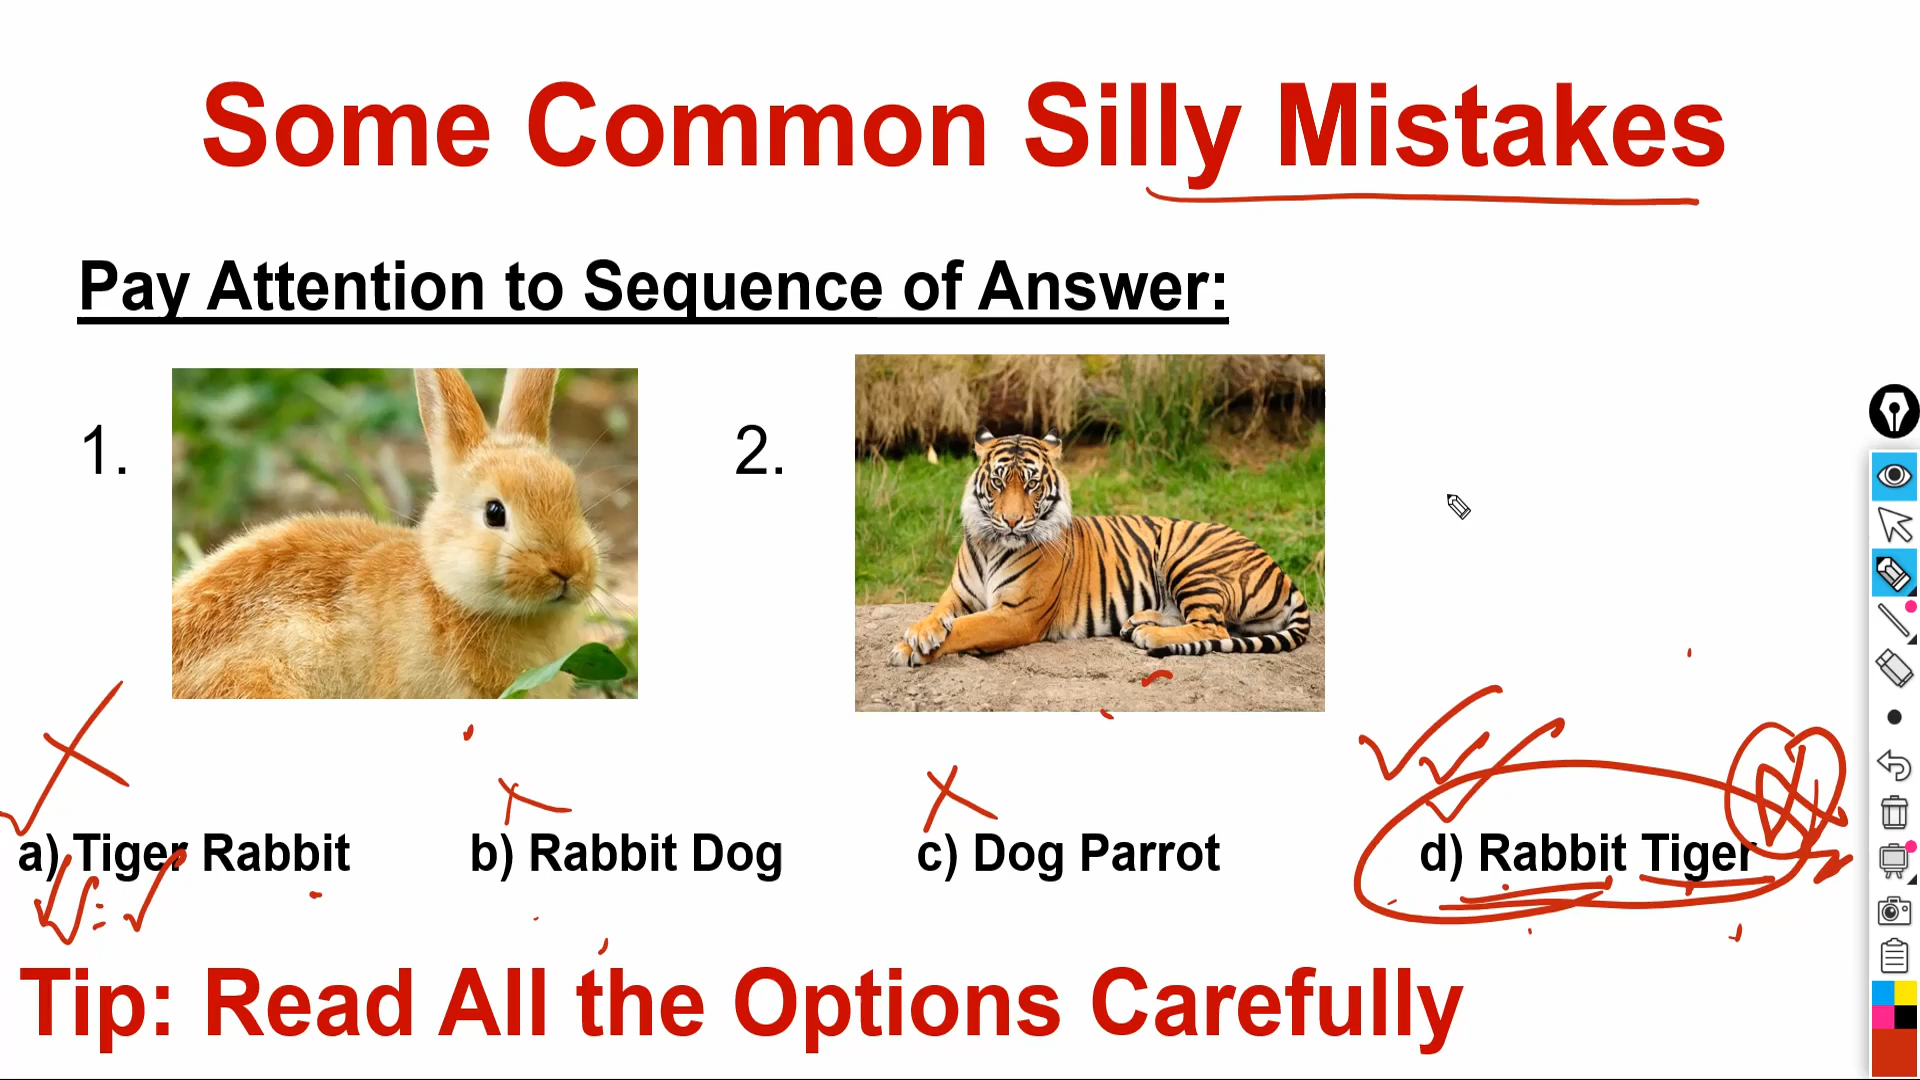 Some Common Silly Mistakes
Pay Attention to Sequence of Answer:
1. 2.
a) Tiger Rabbit b) Rabbit Dog c) Dog Parrot d) Rabbit Tiger
Tip: Read All the Options Carefully